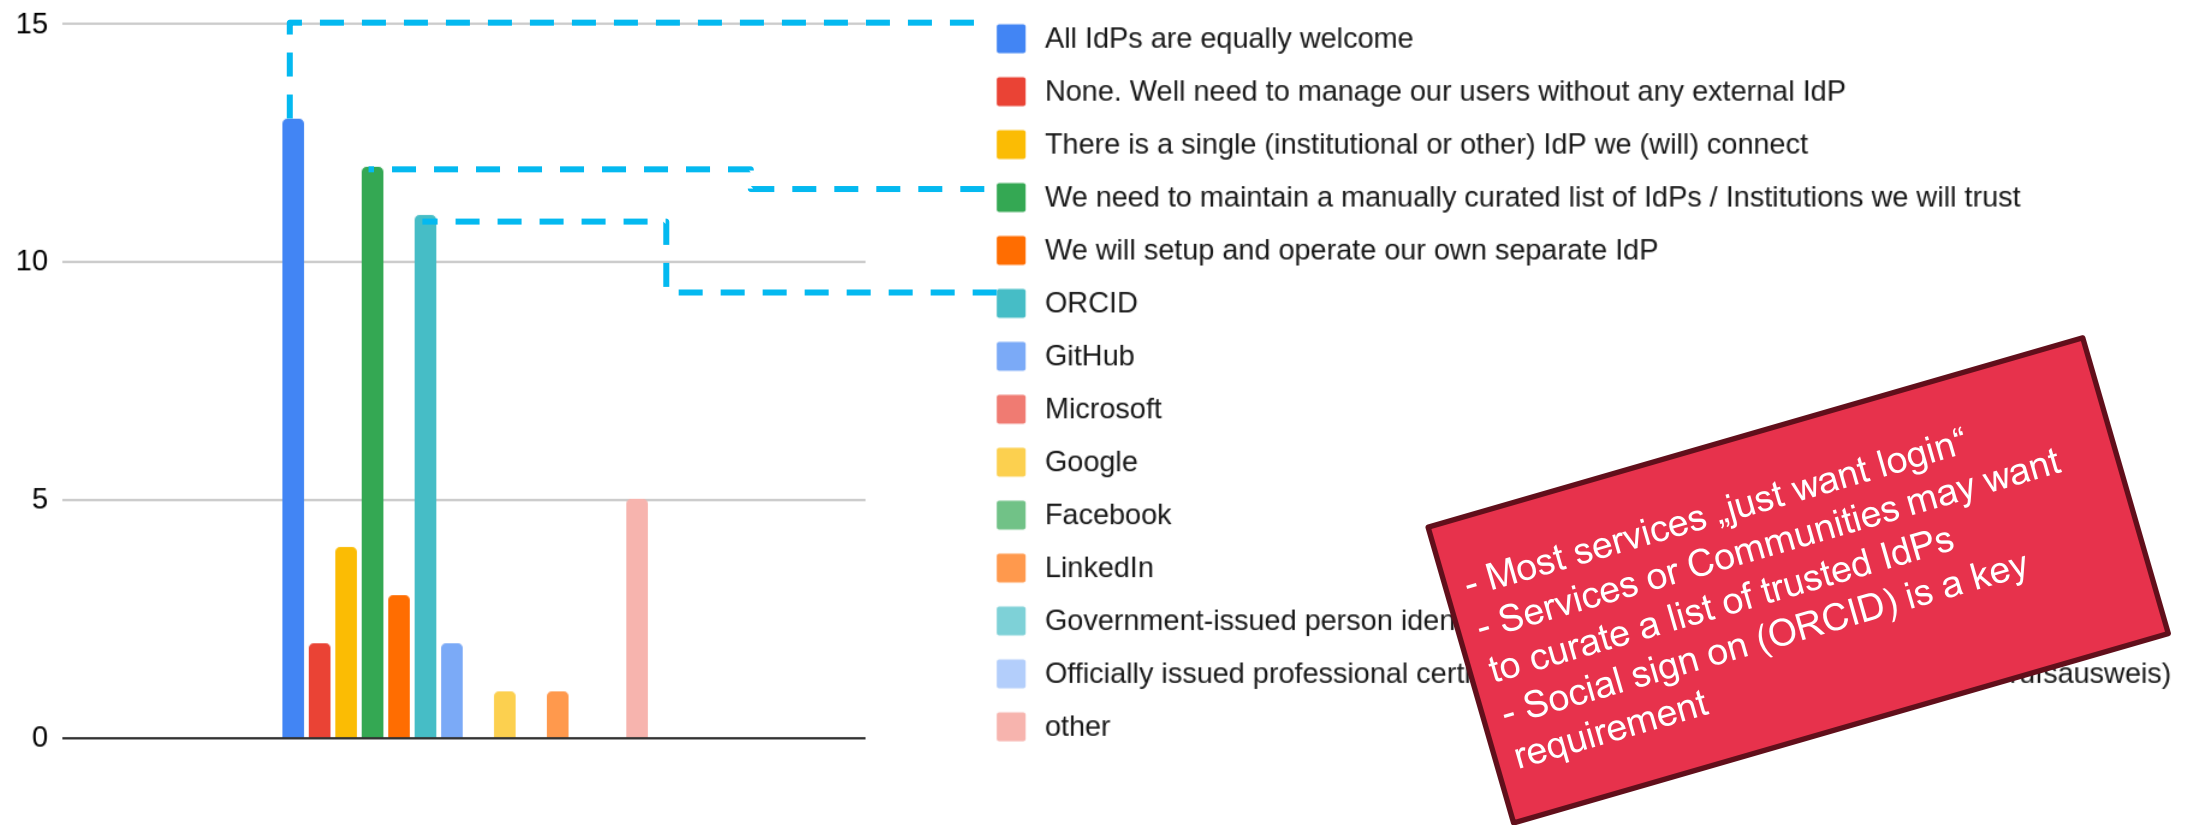 15
10
5
0
All IdPs are equally welcome
None. Well need to manage our users without any external IdP
There is a single (institutional or other) IdP we (will) connect
We need to maintain a manually curated list of IdPs / Institutions we will trust
We will setup and operate our own separate IdP
ORCID
GitHub
Microsoft
Google
Facebook
LinkedIn
Government-issued person
Officially issued professional
other
- Most services „just want login“
- Services or Communities may want
to curate a list of trusted IdPs
- Social sign on (ORCID) is a key
requirement